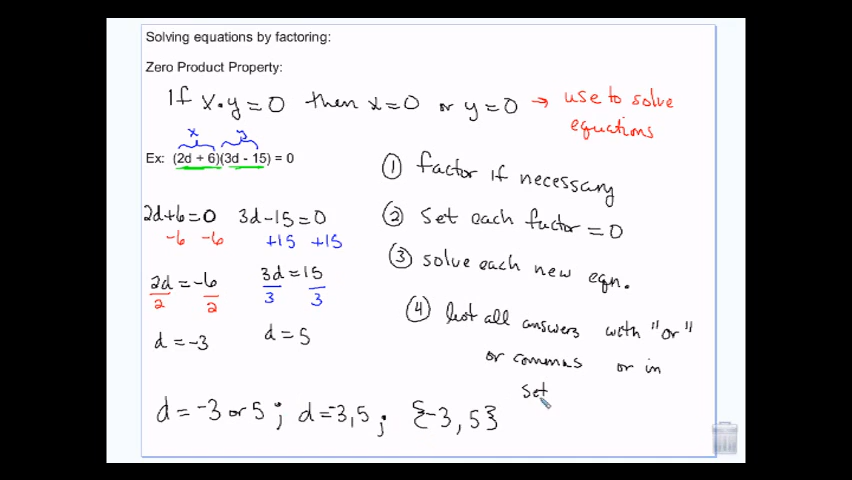 Solving equations by factoring:
Zero Product Property:
If x·y=0 then x=0 or y=0 → use to solve
equations
x y
Ex: (2d + 6)(3d - 15) = 0
① factor if necessary
2d+6=0 3d-15=0
② Set each factor = 0
-6 -6 +15 +15
③ solve each new eqn.
2d = -6 3d = 15
2 2 3 3
④ list all answers with "or"
d = -3 d = 5
or commas or in
set
d = -3 or 5 ; d = -3,5 ; {-3, 5}